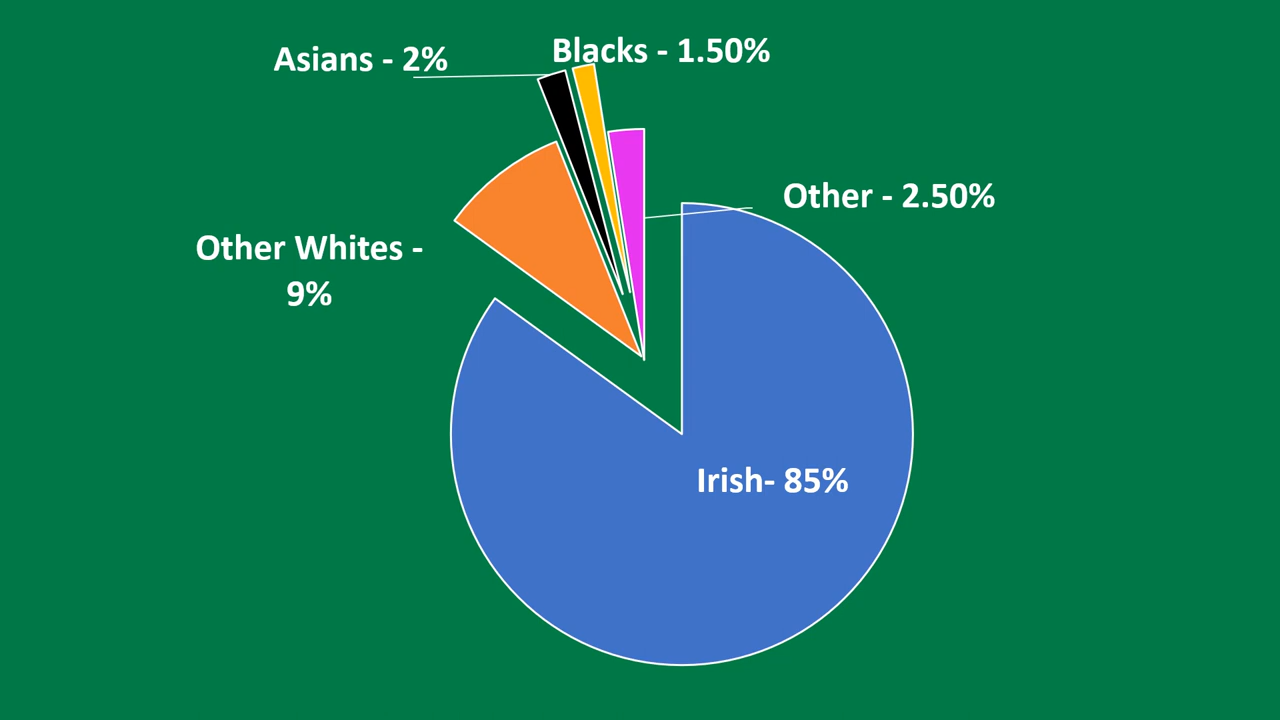 Asians - 2%
Blacks - 1.50%
Other - 2.50%
Other Whites -
9%
Irish- 85%